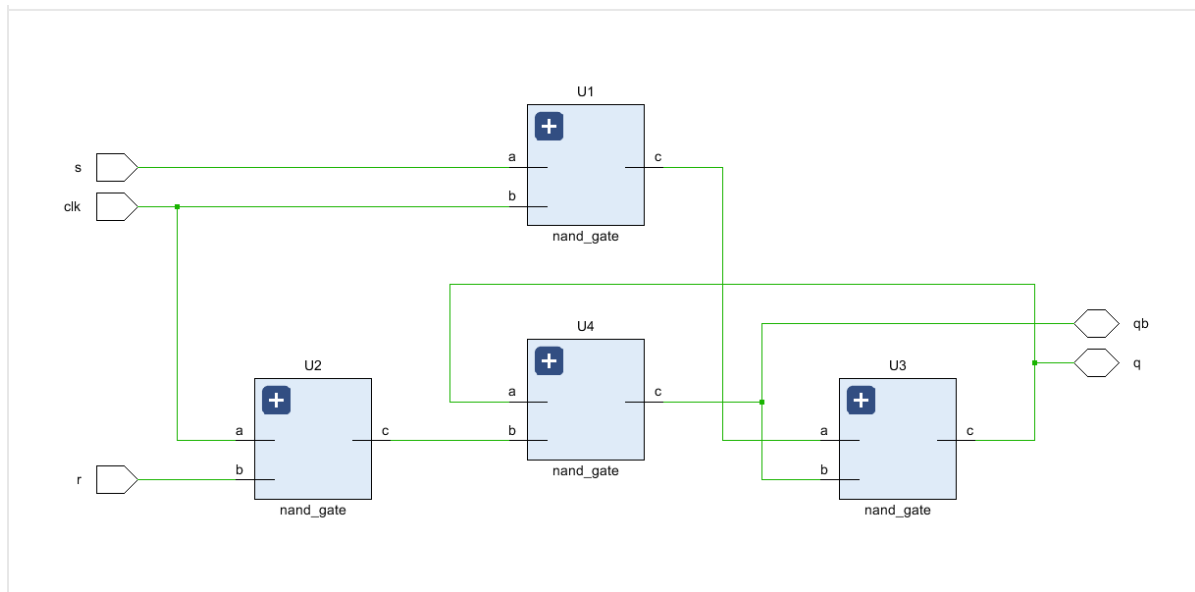 U1
s
a
c
clk
b
nand_gate
qb
U4
q
U2
U3
a
c
a
c
b
a
c
r
b
nand_gate
b
nand_gate
nand_gate